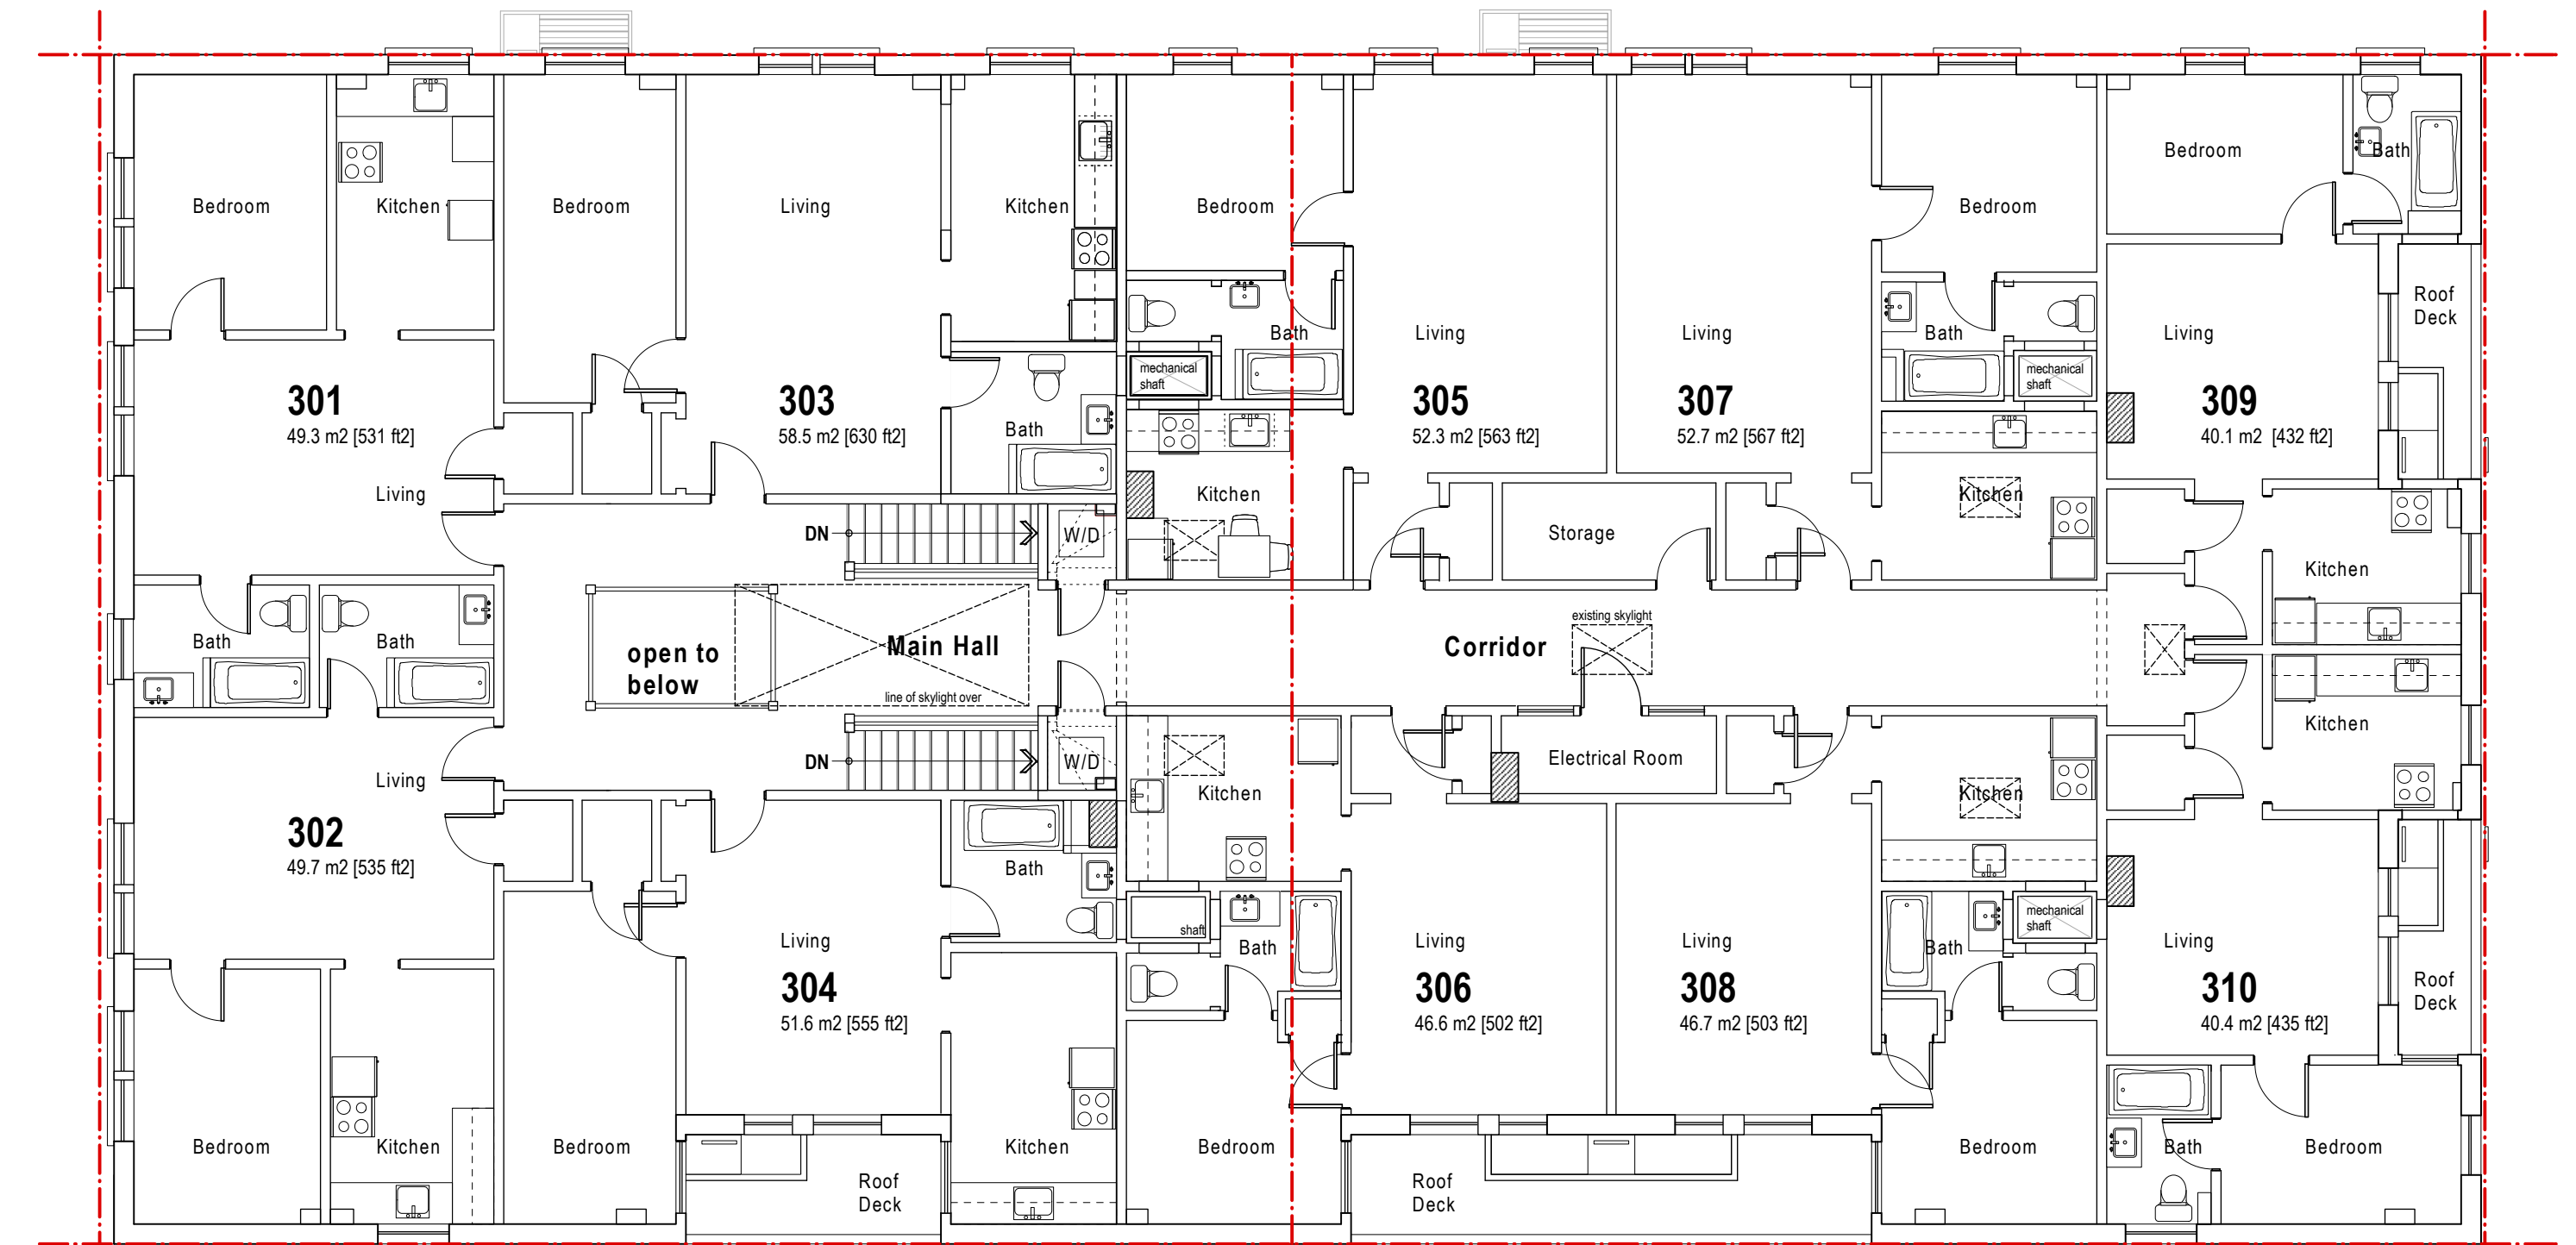 Bedroom
Kitchen
Bedroom
Living
Kitchen
Bedroom
Bath
Living
Living
Bedroom
Bath
Bedroom
Bath
Roof
Deck
Living
mechanical
shaft
mechanical
shaft
301
49.3 m2 [531 ft2]
Living
303
58.5 m2 [630 ft2]
Bath
305
52.3 m2 [563 ft2]
307
52.7 m2 [567 ft2]
309
40.1 m2 [432 ft2]
Kitchen
Kitchen
DN
W/D
Storage
Kitchen
Bath
Bath
open to
below
Main Hall
line of skylight over
Corridor
existing skylight
Kitchen
DN
W/D
Electrical Room
Living
302
49.7 m2 [535 ft2]
Kitchen
Kitchen
Bath
shaft
Bath
mechanical
shaft
Bath
Living
304
51.6 m2 [555 ft2]
Living
306
46.6 m2 [502 ft2]
Living
308
46.7 m2 [503 ft2]
Living
310
40.4 m2 [435 ft2]
Roof
Deck
Bedroom
Kitchen
Bedroom
Roof
Deck
Kitchen
Bedroom
Roof
Deck
Bedroom
Bath
Bedroom